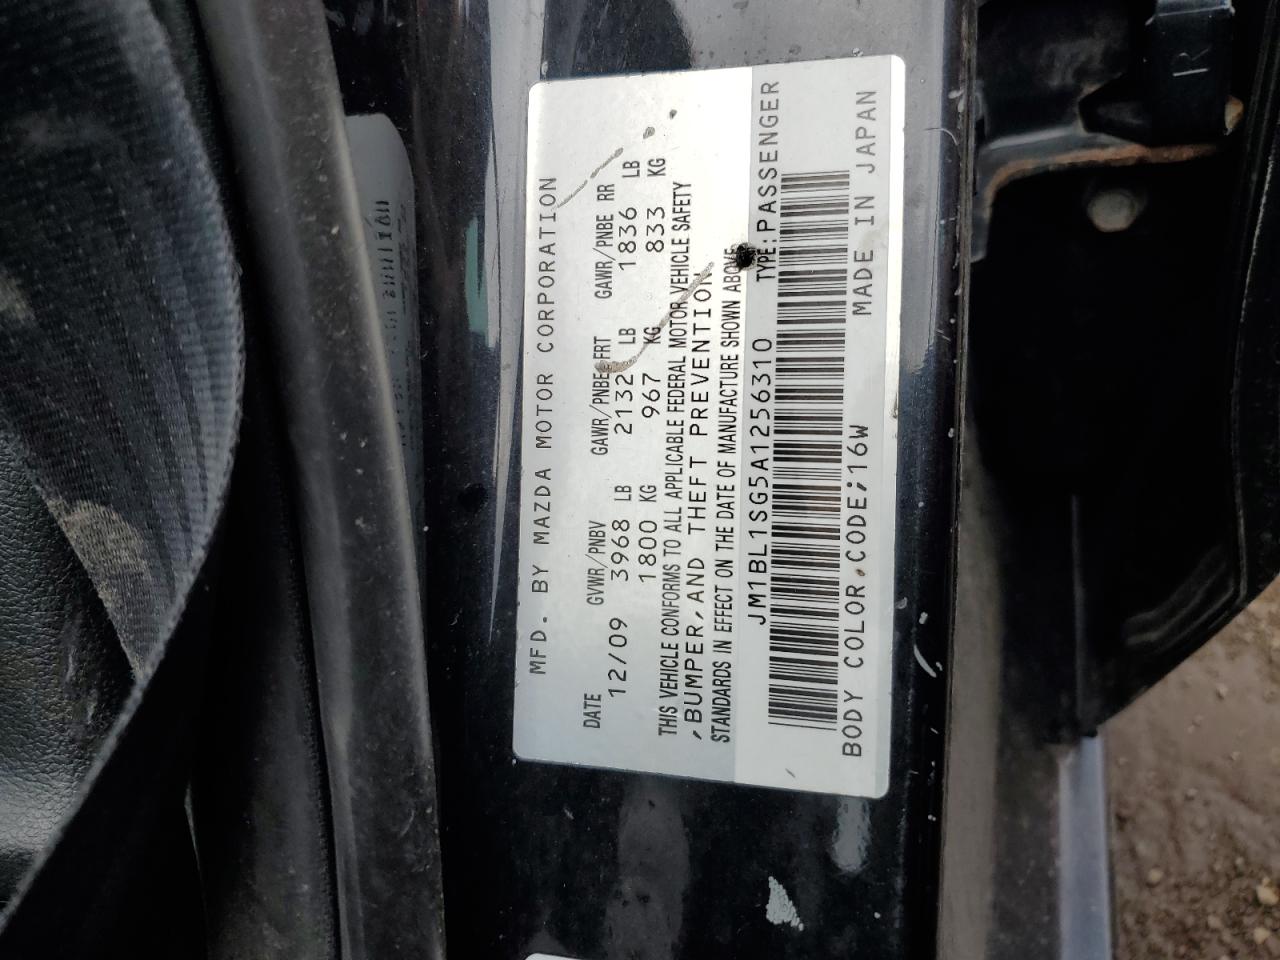 MFD. BY MAZDA MOTOR CORPORATION
DATE GVWR/PNBV GAWR/PNBE FRT GAWR/PNBE RR
12/09 3968 LB 2132 LB 1836 LB
1800 KG 967 KG 833 KG
THIS VEHICLE CONFORMS TO ALL APPLICABLE FEDERAL MOTOR VEHICLE SAFETY
,BUMPER,AND THEFT PREVENTION
STANDARDS IN EFFECT ON THE DATE OF MANUFACTURE SHOWN ABOVE
JM1BL1SG5A1256310 TYPE:PASSENGER
BODY COLOR.CODE;16W MADE IN JAPAN
R